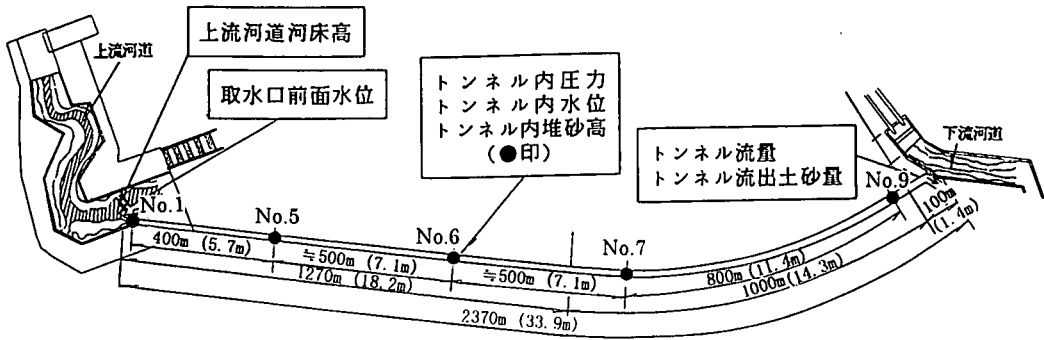 上流河道河床高
上流河道
取水口前面水位
トンネル内圧力
トンネル内水位
トンネル内堆砂高
(●印)
トンネル流量
トンネル流出土砂量
下流河道
No.1
No.5
No.6
No.7
No.9
400m (5.7m)
≒500m (7.1m)
≒500m (7.1m)
800m (11.4m)
100m
(1.4m)
1270m (18.2m)
1000m (14.3m)
2370m (33.9m)